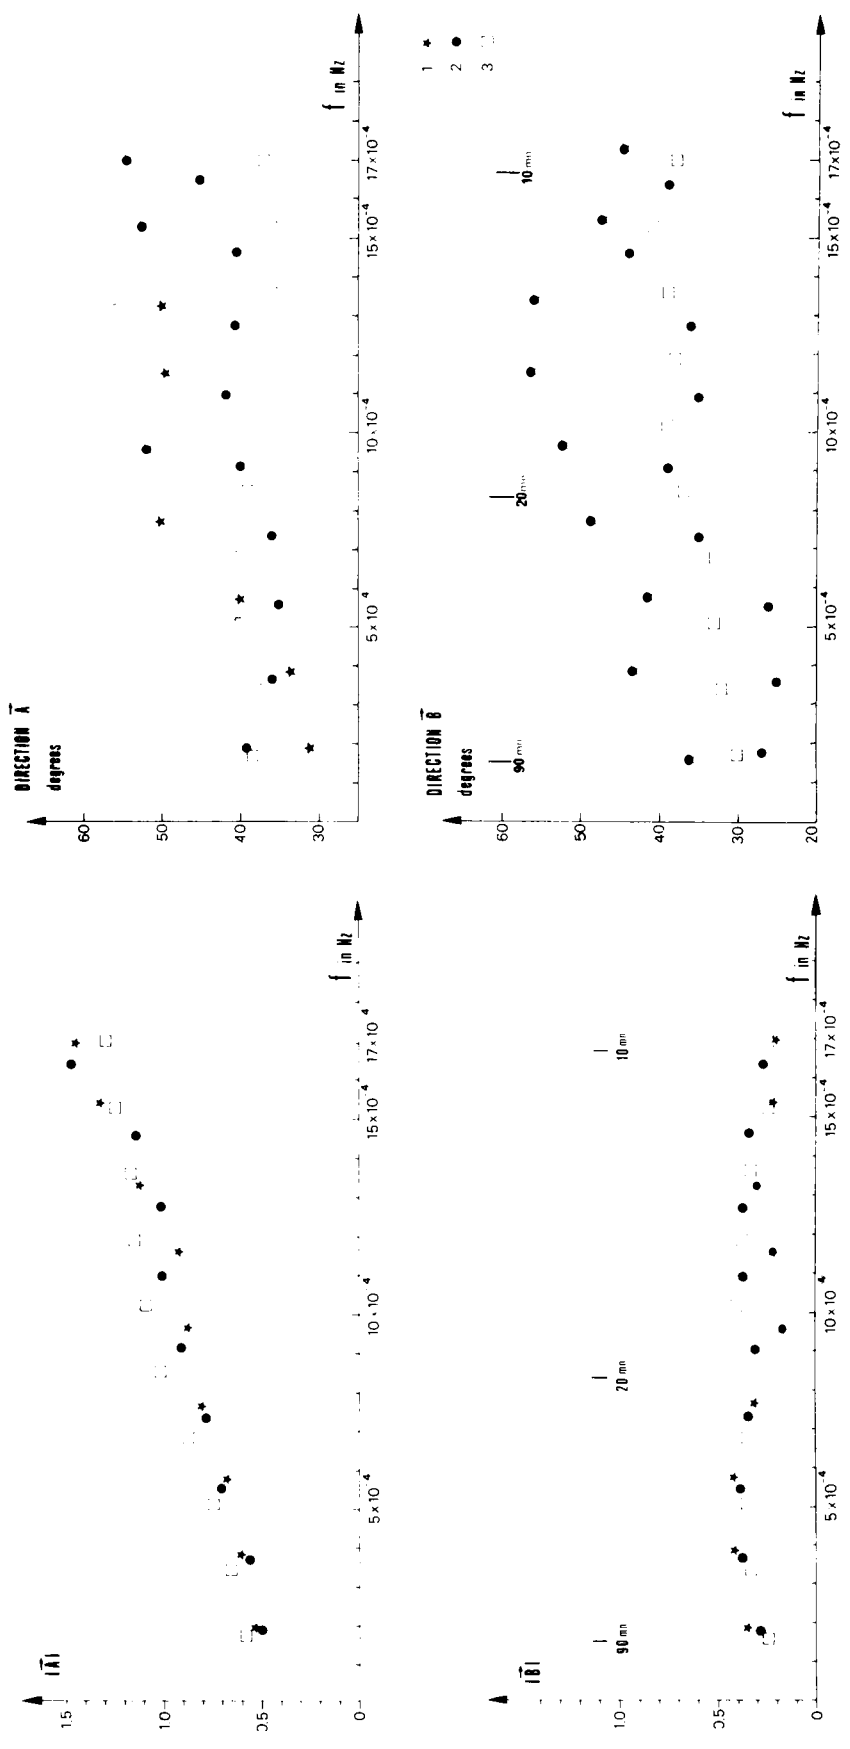 |A|
1.5
1.0
0.5
0
5 x 10⁻⁴
10 x 10⁻⁴
15 x 10⁻⁴
17 x 10⁻⁴
f in Hz
DIRECTION A
degrees
60
50
40
30
5 x 10⁻⁴
10 x 10⁻⁴
15 x 10⁻⁴
17 x 10⁻⁴
f in Hz
|B|
1.0
0.5
0
90 mn
20 mn
10 mn
5 x 10⁻⁴
10 x 10⁻⁴
15 x 10⁻⁴
17 x 10⁻⁴
f in Hz
DIRECTION B
degrees
60
50
40
30
20
90 mn
20 mn
10 mn
5 x 10⁻⁴
10 x 10⁻⁴
15 x 10⁻⁴
17 x 10⁻⁴
f in Hz
1
2
3